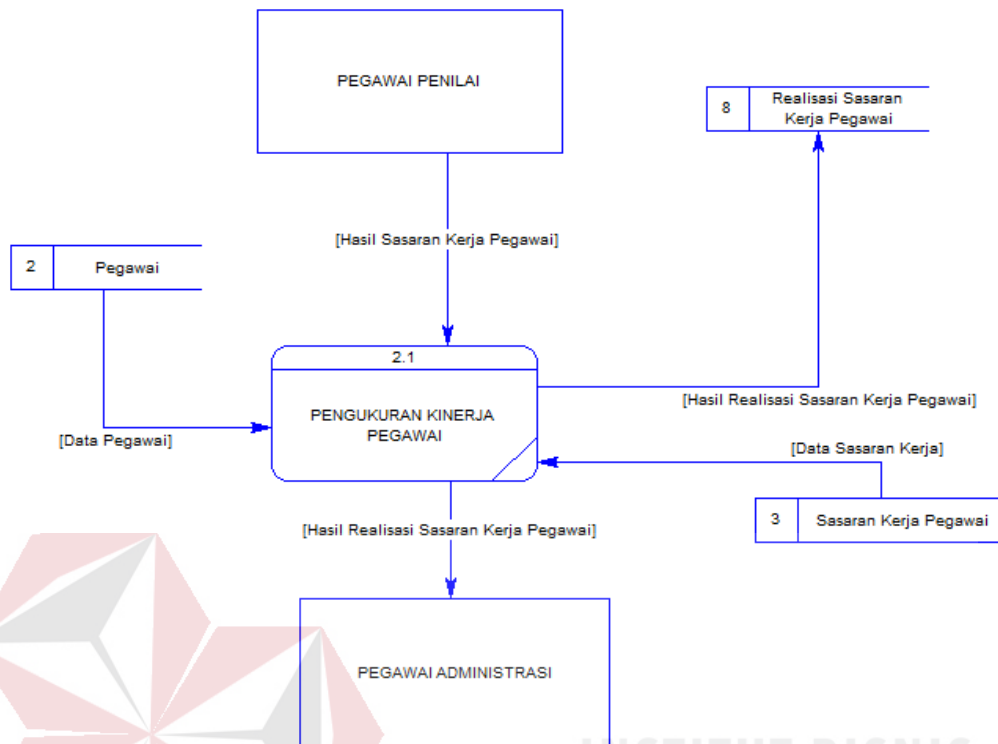 PEGAWAI PENILAI
8
Realisasi Sasaran
Kerja Pegawai
[Hasil Sasaran Kerja Pegawai]
2
Pegawai
2.1
PENGUKURAN KINERJA
PEGAWAI
[Hasil Realisasi Sasaran Kerja Pegawai]
[Data Pegawai]
[Data Sasaran Kerja]
3
Sasaran Kerja Pegawai
[Hasil Realisasi Sasaran Kerja Pegawai]
PEGAWAI ADMINISTRASI